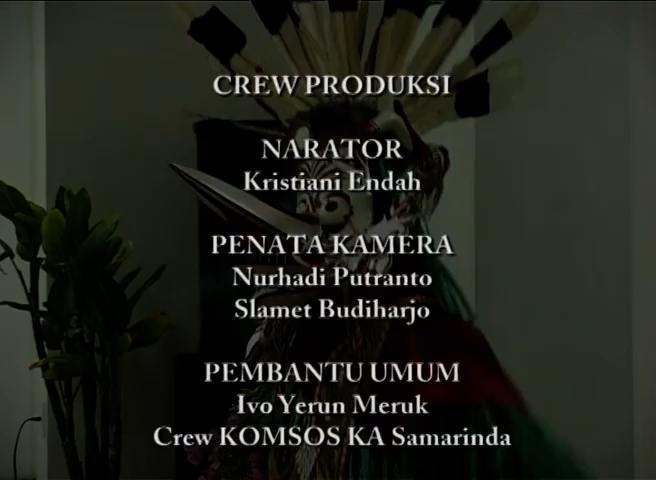 CREW PRODUKSI
NARATOR
Kristiani Endah
PENATA KAMERA
Nurhadi Putranto
Slamet Budiharjo
PEMBANTU UMUM
Ivo Yerun Meruk
Crew KOMSOS KA Samarinda